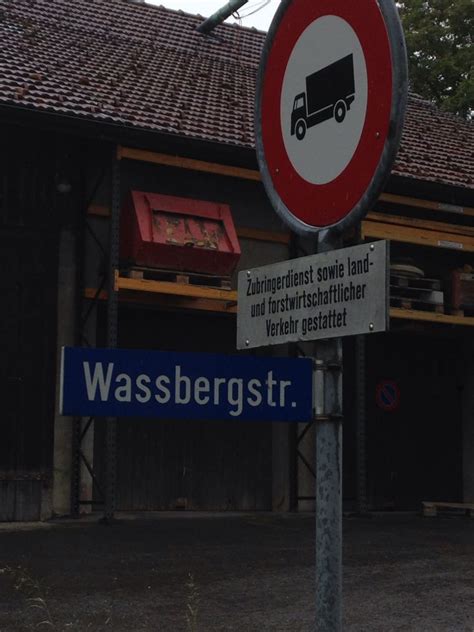 Zubringerdienst sowie land-
und forstwirtschaftlicher
Verkehr gestattet
Wassbergstr.